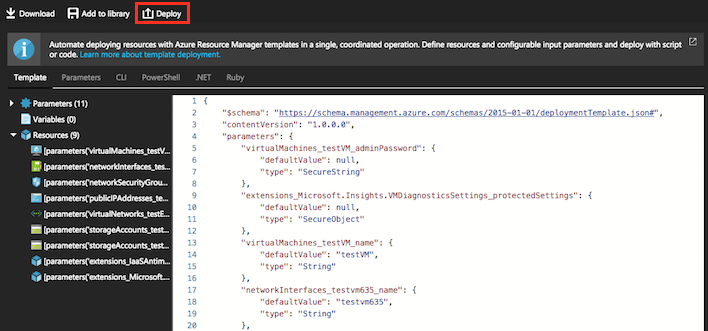 Download Add to library Deploy
Automate deploying resources with Azure Resource Manager templates in a single, coordinated operation. Define resources and configurable input parameters and deploy with script
or code. Learn more about template deployment.
Template Parameters CLI PowerShell .NET Ruby
Parameters (11)
Variables (0)
Resources (9)
[parameters('virtualMachines_testV...
[parameters('networkInterfaces_test...
[parameters('networkSecurityGrou...
[parameters('publicIPAddresses_te...
[parameters('virtualNetworks_testE...
[parameters('storageAccounts_test...
[parameters('storageAccounts_test...
[parameters('extensions_IaaSAntim...
[parameters('extensions_Microsoft...
1 {
2 "$schema": "https://schema.management.azure.com/schemas/2015-01-01/deploymentTemplate.json#",
3 "contentVersion": "1.0.0.0",
4 "parameters": {
5 "virtualMachines_testVM_adminPassword": {
6 "defaultValue": null,
7 "type": "SecureString"
8 },
9 "extensions_Microsoft.Insights.VMDiagnosticsSettings_protectedSettings": {
10 "defaultValue": null,
11 "type": "SecureObject"
12 },
13 "virtualMachines_testVM_name": {
14 "defaultValue": "testVM",
15 "type": "String"
16 },
17 "networkInterfaces_testvm635_name": {
18 "defaultValue": "testvm635",
19 "type": "String"
20 },